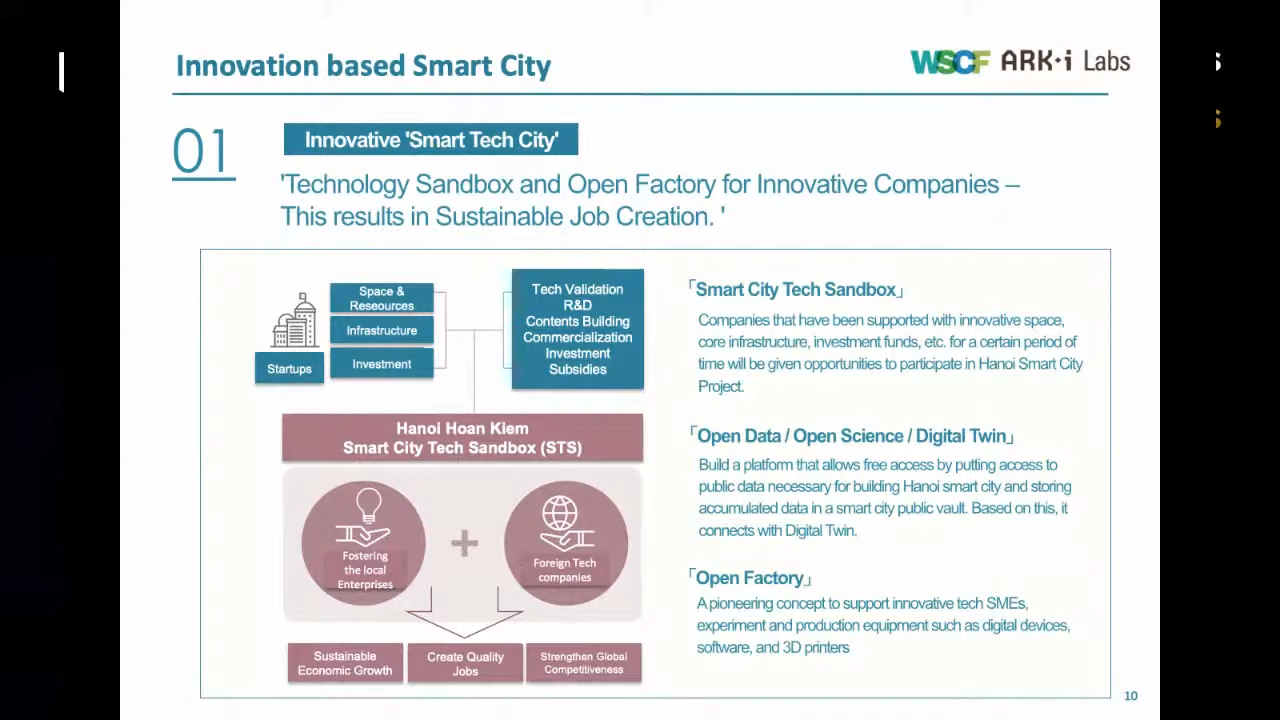 Innovation based Smart City
WSCF ARK·i Labs
01
Innovative 'Smart Tech City'
'Technology Sandbox and Open Factory for Innovative Companies –
This results in Sustainable Job Creation. '
Startups
Space &
Reseources
Infrastructure
Investment
Tech Validation
R&D
Contents Building
Commercialization
Investment
Subsidies
Hanoi Hoan Kiem
Smart City Tech Sandbox (STS)
Fostering
the local
Enterprises
+
Foreign Tech
companies
Sustainable
Economic Growth
Create Quality
Jobs
Strengthen Global
Competitiveness
「Smart City Tech Sandbox」
Companies that have been supported with innovative space,
core infrastructure, investment funds, etc. for a certain period of
time will be given opportunities to participate in Hanoi Smart City
Project.
「Open Data / Open Science / Digital Twin」
Build a platform that allows free access by putting access to
public data necessary for building Hanoi smart city and storing
accumulated data in a smart city public vault. Based on this, it
connects with Digital Twin.
「Open Factory」
A pioneering concept to support innovative tech SMEs,
experiment and production equipment such as digital devices,
software, and 3D printers
10